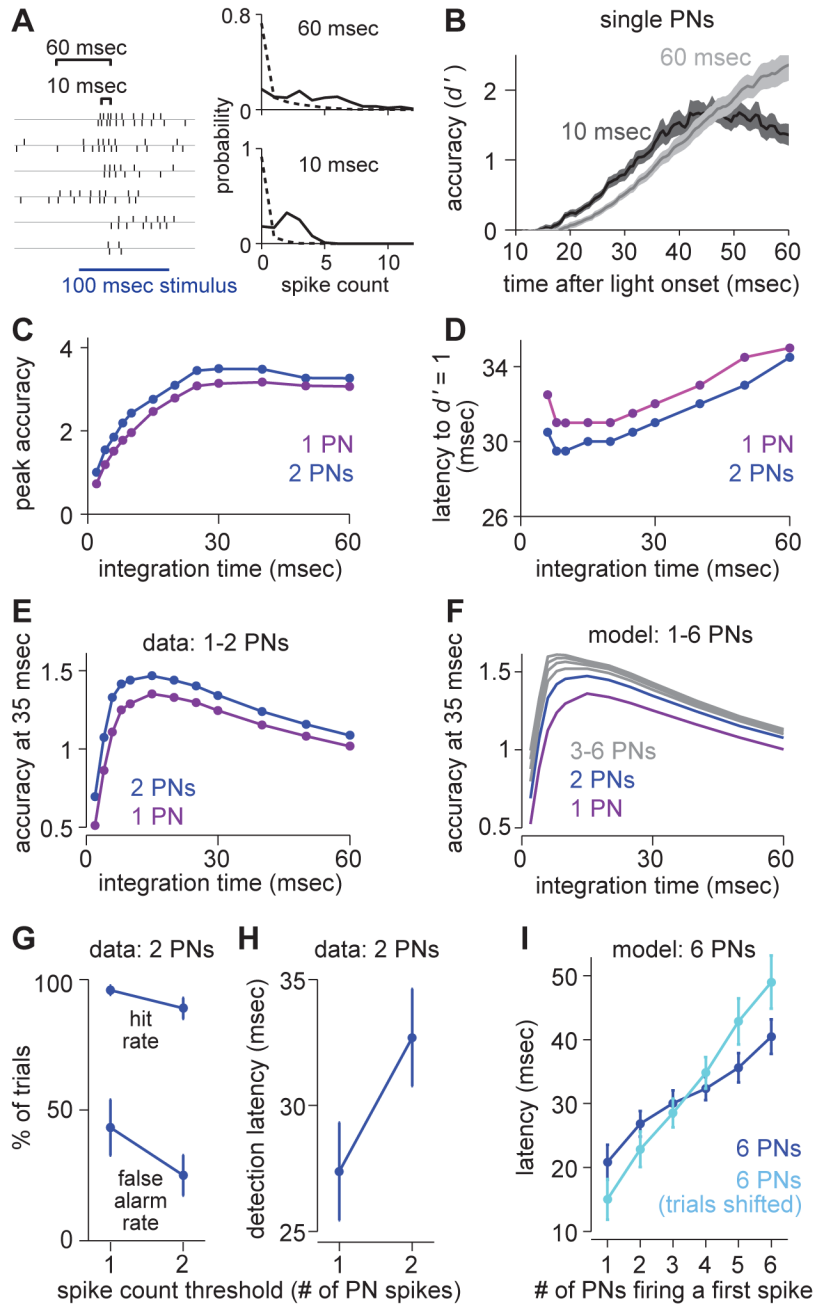 A
60 msec
10 msec
100 msec stimulus
probability
0.8
0
60 msec
1
0
10 msec
0
5
10
spike count
B
single PNs
60 msec
10 msec
accuracy (d′)
2
1
0
10
20
30
40
50
60
time after light onset (msec)
C
peak accuracy
4
2
0
1 PN
2 PNs
0
30
60
integration time (msec)
D
latency to d′ = 1
(msec)
34
30
26
1 PN
2 PNs
0
30
60
integration time (msec)
E
data: 1-2 PNs
accuracy at 35 msec
1.5
1
0.5
2 PNs
1 PN
0
30
60
integration time (msec)
F
model: 1-6 PNs
accuracy at 35 msec
1.5
1
0.5
3-6 PNs
2 PNs
1 PN
0
30
60
integration time (msec)
G
data: 2 PNs
% of trials
100
50
0
hit
rate
false
alarm
rate
1
2
H
data: 2 PNs
detection latency (msec)
35
30
25
1
2
spike count threshold (# of PN spikes)
I
model: 6 PNs
latency (msec)
50
40
30
20
10
6 PNs
6 PNs
(trials shifted)
1
2
3
4
5
6
# of PNs firing a first spike